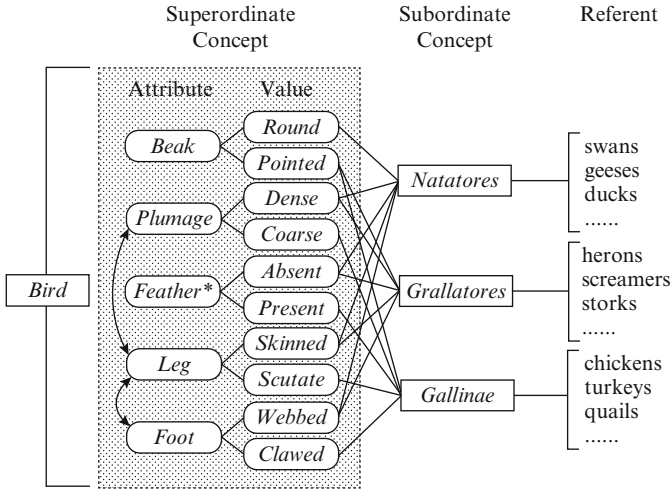 Superordinate
Concept
Subordinate
Concept
Referent
Attribute
Value
Bird
Beak
Round
Pointed
Plumage
Dense
Coarse
Feather*
Absent
Present
Leg
Skinned
Scutate
Foot
Webbed
Clawed
Natatores
Grallatores
Gallinae
swans
geeses
ducks
......
herons
screamers
storks
......
chickens
turkeys
quails
......